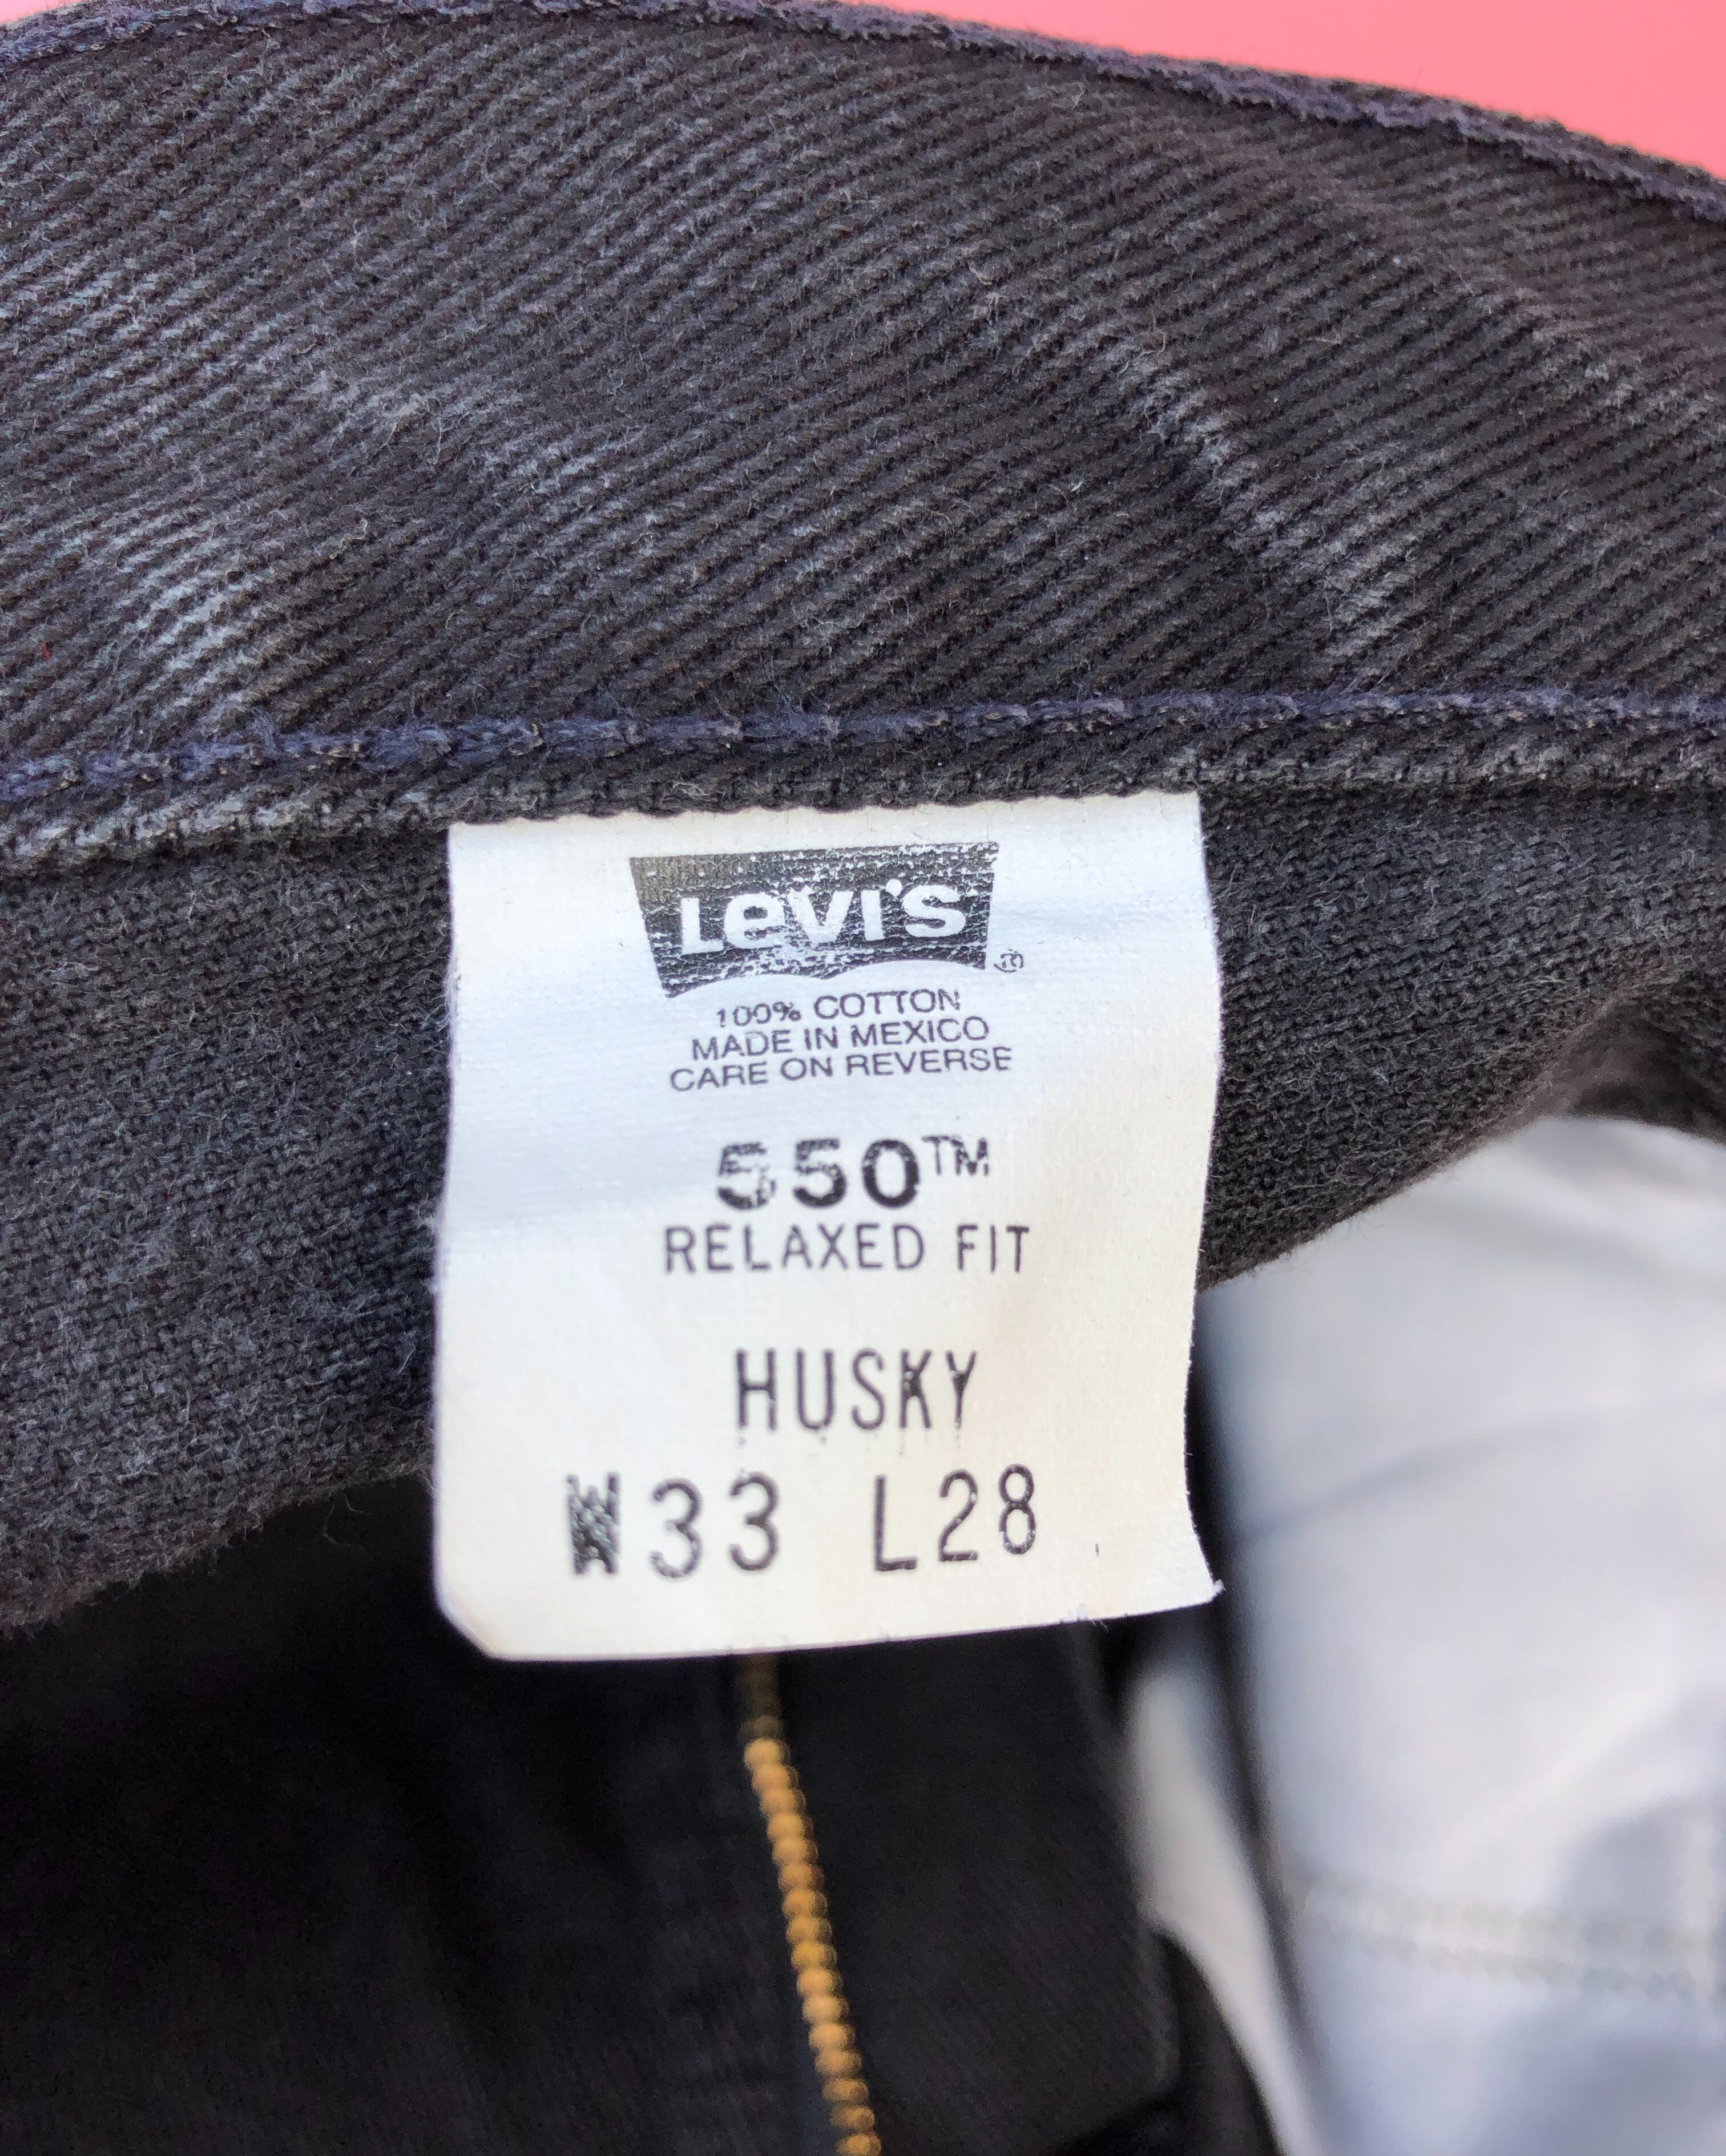 Levi's ®
100% COTTON
MADE IN MEXICO
CARE ON REVERSE
550™
RELAXED FIT
HUSKY
W33 L28